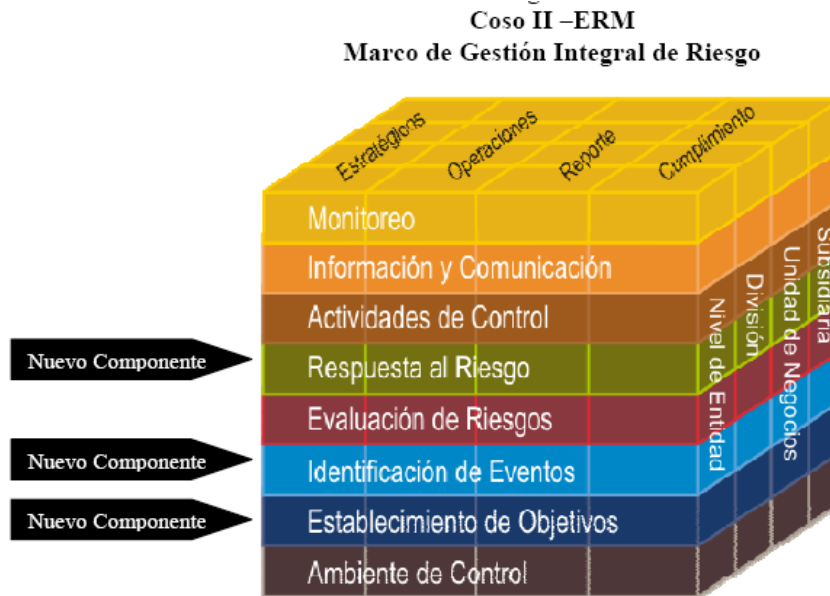 Coso II –ERM
Marco de Gestión Integral de Riesgo
Estratégicos
Operaciones
Reporte
Cumplimiento
Monitoreo
Información y Comunicación
Actividades de Control
Nuevo Componente
Respuesta al Riesgo
Evaluación de Riesgos
Nuevo Componente
Identificación de Eventos
Nuevo Componente
Establecimiento de Objetivos
Ambiente de Control
Nivel de Entidad
División
Unidad de Negocios
Subsidiaria